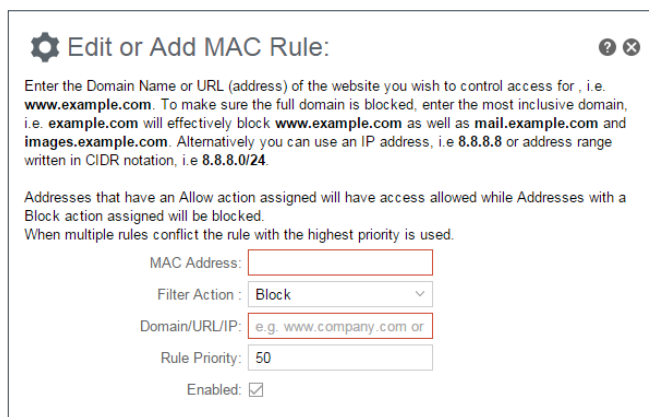 Edit or Add MAC Rule:
Enter the Domain Name or URL (address) of the website you wish to control access for , i.e.
www.example.com. To make sure the full domain is blocked, enter the most inclusive domain,
i.e. example.com will effectively block www.example.com as well as mail.example.com and
images.example.com. Alternatively you can use an IP address, i.e 8.8.8.8 or address range
written in CIDR notation, i.e 8.8.8.0/24.
Addresses that have an Allow action assigned will have access allowed while Addresses with a
Block action assigned will be blocked.
When multiple rules conflict the rule with the highest priority is used.
MAC Address:
Filter Action : Block
Domain/URL/IP: e.g. www.company.com or
Rule Priority: 50
Enabled: